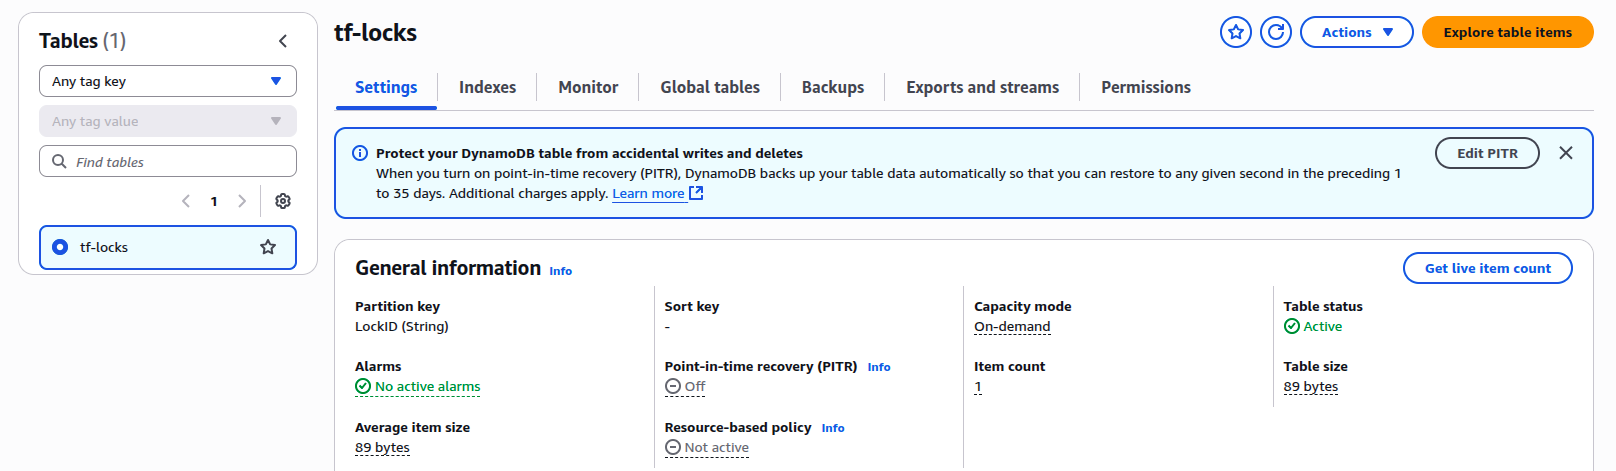 Tables (1)
Any tag key
Any tag value
Find tables
1
tf-locks
tf-locks
Actions
Explore table items
Settings
Indexes
Monitor
Global tables
Backups
Exports and streams
Permissions
Protect your DynamoDB table from accidental writes and deletes
When you turn on point-in-time recovery (PITR), DynamoDB backs up your table data automatically so that you can restore to any given second in the preceding 1
to 35 days. Additional charges apply. Learn more
Edit PITR
General information Info
Get live item count
Partition key
LockID (String)
Sort key
-
Capacity mode
On-demand
Table status
Active
Alarms
No active alarms
Point-in-time recovery (PITR) Info
Off
Item count
1
Table size
89 bytes
Average item size
89 bytes
Resource-based policy Info
Not active